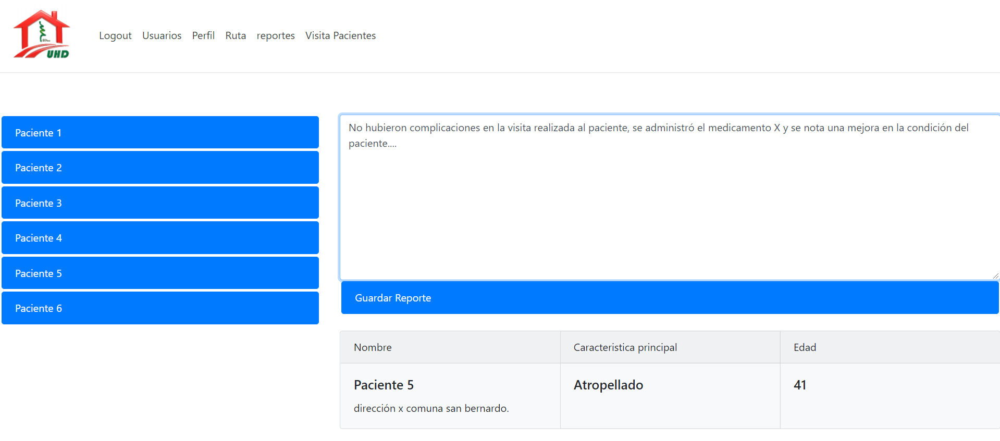 UHD
Logout Usuarios Perfil Ruta reportes Visita Pacientes
Paciente 1
Paciente 2
Paciente 3
Paciente 4
Paciente 5
Paciente 6
No hubieron complicaciones en la visita realizada al paciente, se administró el medicamento X y se nota una mejora en la condición del
paciente....
Guardar Reporte
Nombre Caracteristica principal Edad
Paciente 5 Atropellado 41
dirección x comuna san bernardo.